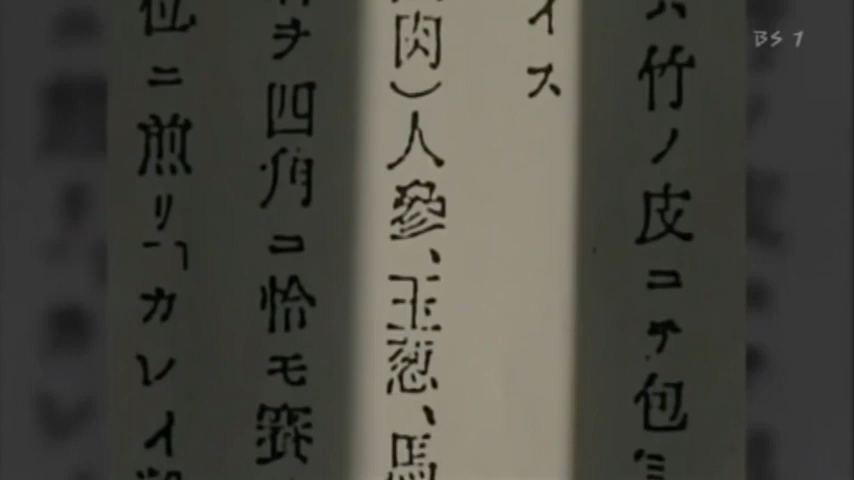 BS 1
竹ノ皮ニテ包
イス
肉)人參、玉葱、馬
ヲ四角ニ恰モ賽
位ニ煎リ「カレイ